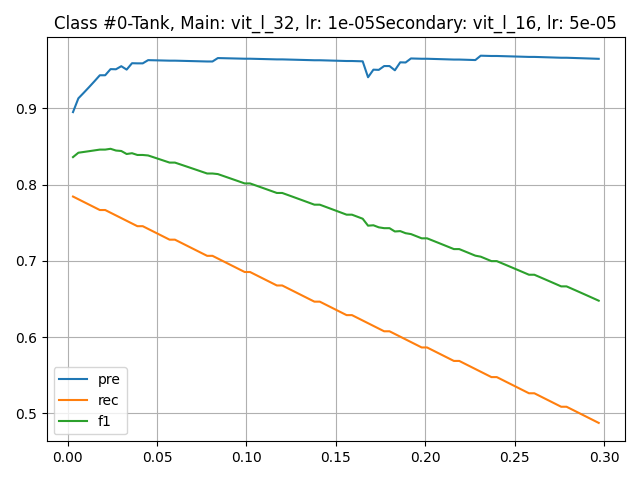 Class #0-Tank, Main: vit_l_32, lr: 1e-05Secondary: vit_l_16, lr: 5e-05
0.9
0.8
0.7
0.6
0.5
pre
rec
f1
0.00 0.05 0.10 0.15 0.20 0.25 0.30